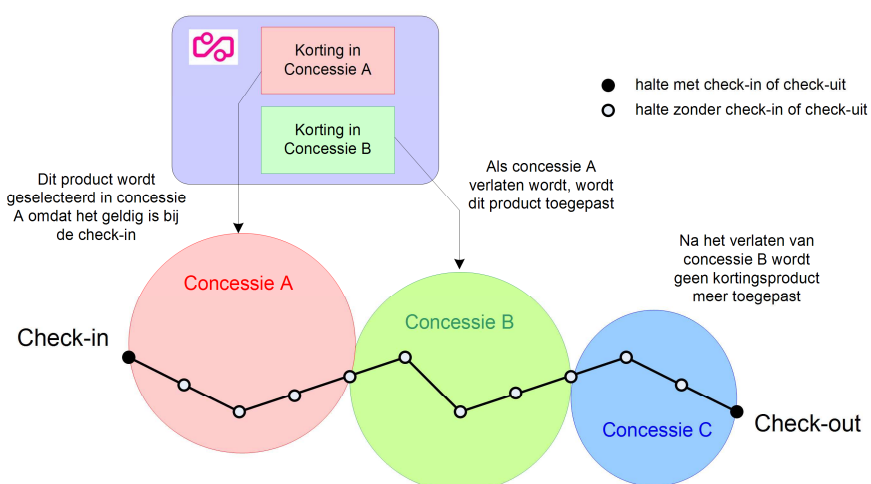 Korting in
Concessie A
Korting in
Concessie B
halte met check-in of check-uit
halte zonder check-in of check-uit
Dit product wordt
geselecteerd in concessie
A omdat het geldig is bij
de check-in
Als concessie A
verlaten wordt, wordt
dit product toegepast
Na het verlaten van
concessie B wordt
geen kortingsproduct
meer toegepast
Concessie A
Concessie B
Check-in
Concessie C
Check-out